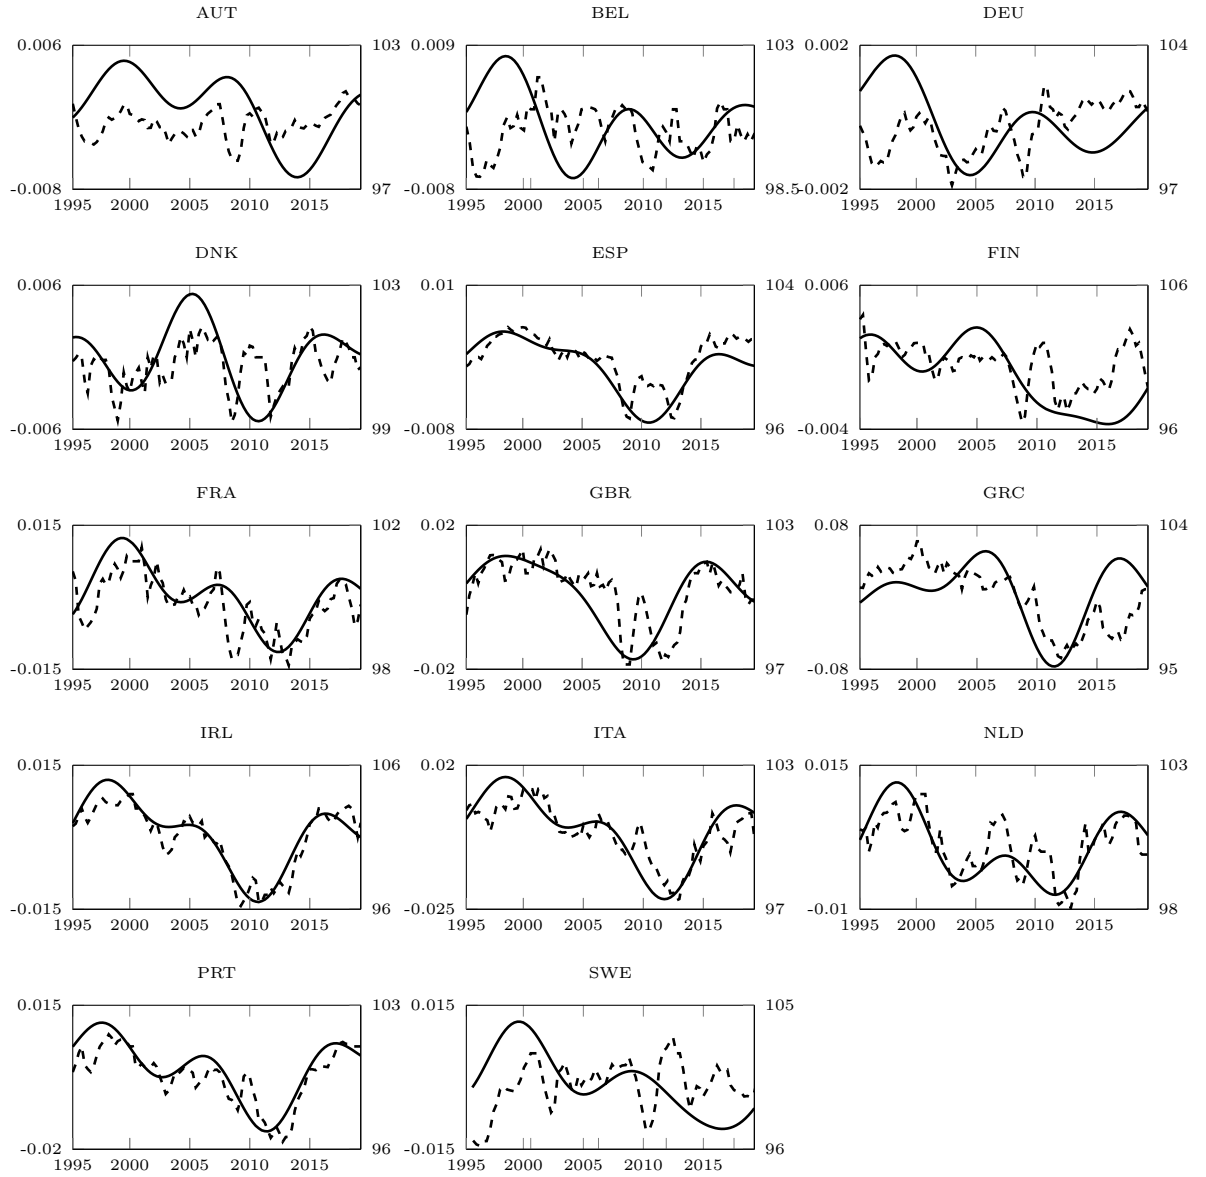 AUT BEL DEU
0.006 103 0.009 103 0.002 104
-0.008 97 -0.008 98.5 -0.002 97
1995 2000 2005 2010 2015 1995 2000 2005 2010 2015 1995 2000 2005 2010 2015
DNK ESP FIN
0.006 103 0.01 104 0.006 106
-0.006 99 -0.008 96 -0.004 96
1995 2000 2005 2010 2015 1995 2000 2005 2010 2015 1995 2000 2005 2010 2015
FRA GBR GRC
0.015 102 0.02 103 0.08 104
-0.015 98 -0.02 97 -0.08 95
1995 2000 2005 2010 2015 1995 2000 2005 2010 2015 1995 2000 2005 2010 2015
IRL ITA NLD
0.015 106 0.02 103 0.015 103
-0.015 96 -0.025 97 -0.01 98
1995 2000 2005 2010 2015 1995 2000 2005 2010 2015 1995 2000 2005 2010 2015
PRT SWE
0.015 103 0.015 105
-0.02 96 -0.015 96
1995 2000 2005 2010 2015 1995 2000 2005 2010 2015